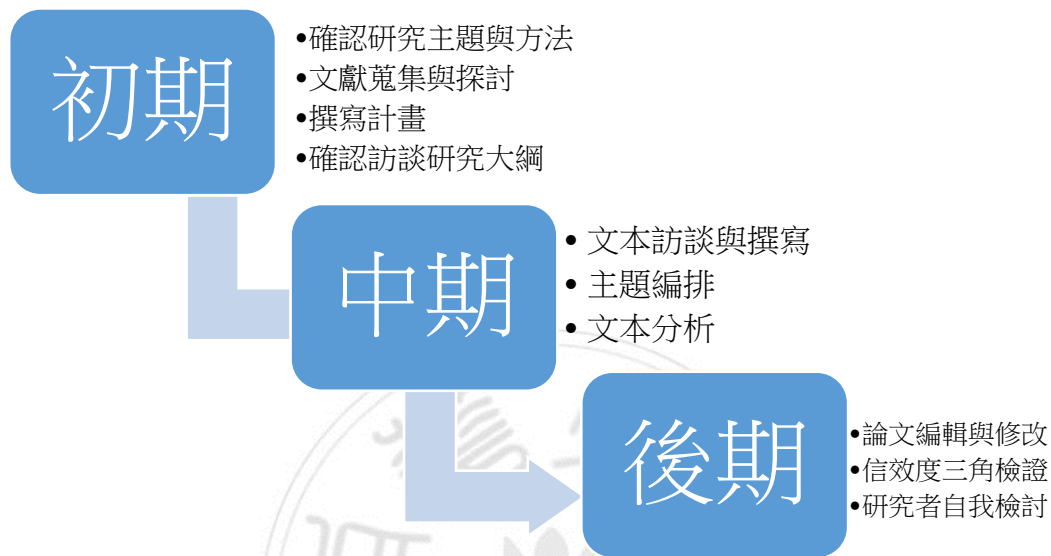 初期
•確認研究主題與方法
•文獻蒐集與探討
•撰寫計畫
•確認訪談研究大綱
中期
• 文本訪談與撰寫
• 主題編排
• 文本分析
後期
•論文編輯與修改
•信效度三角檢證
•研究者自我檢討